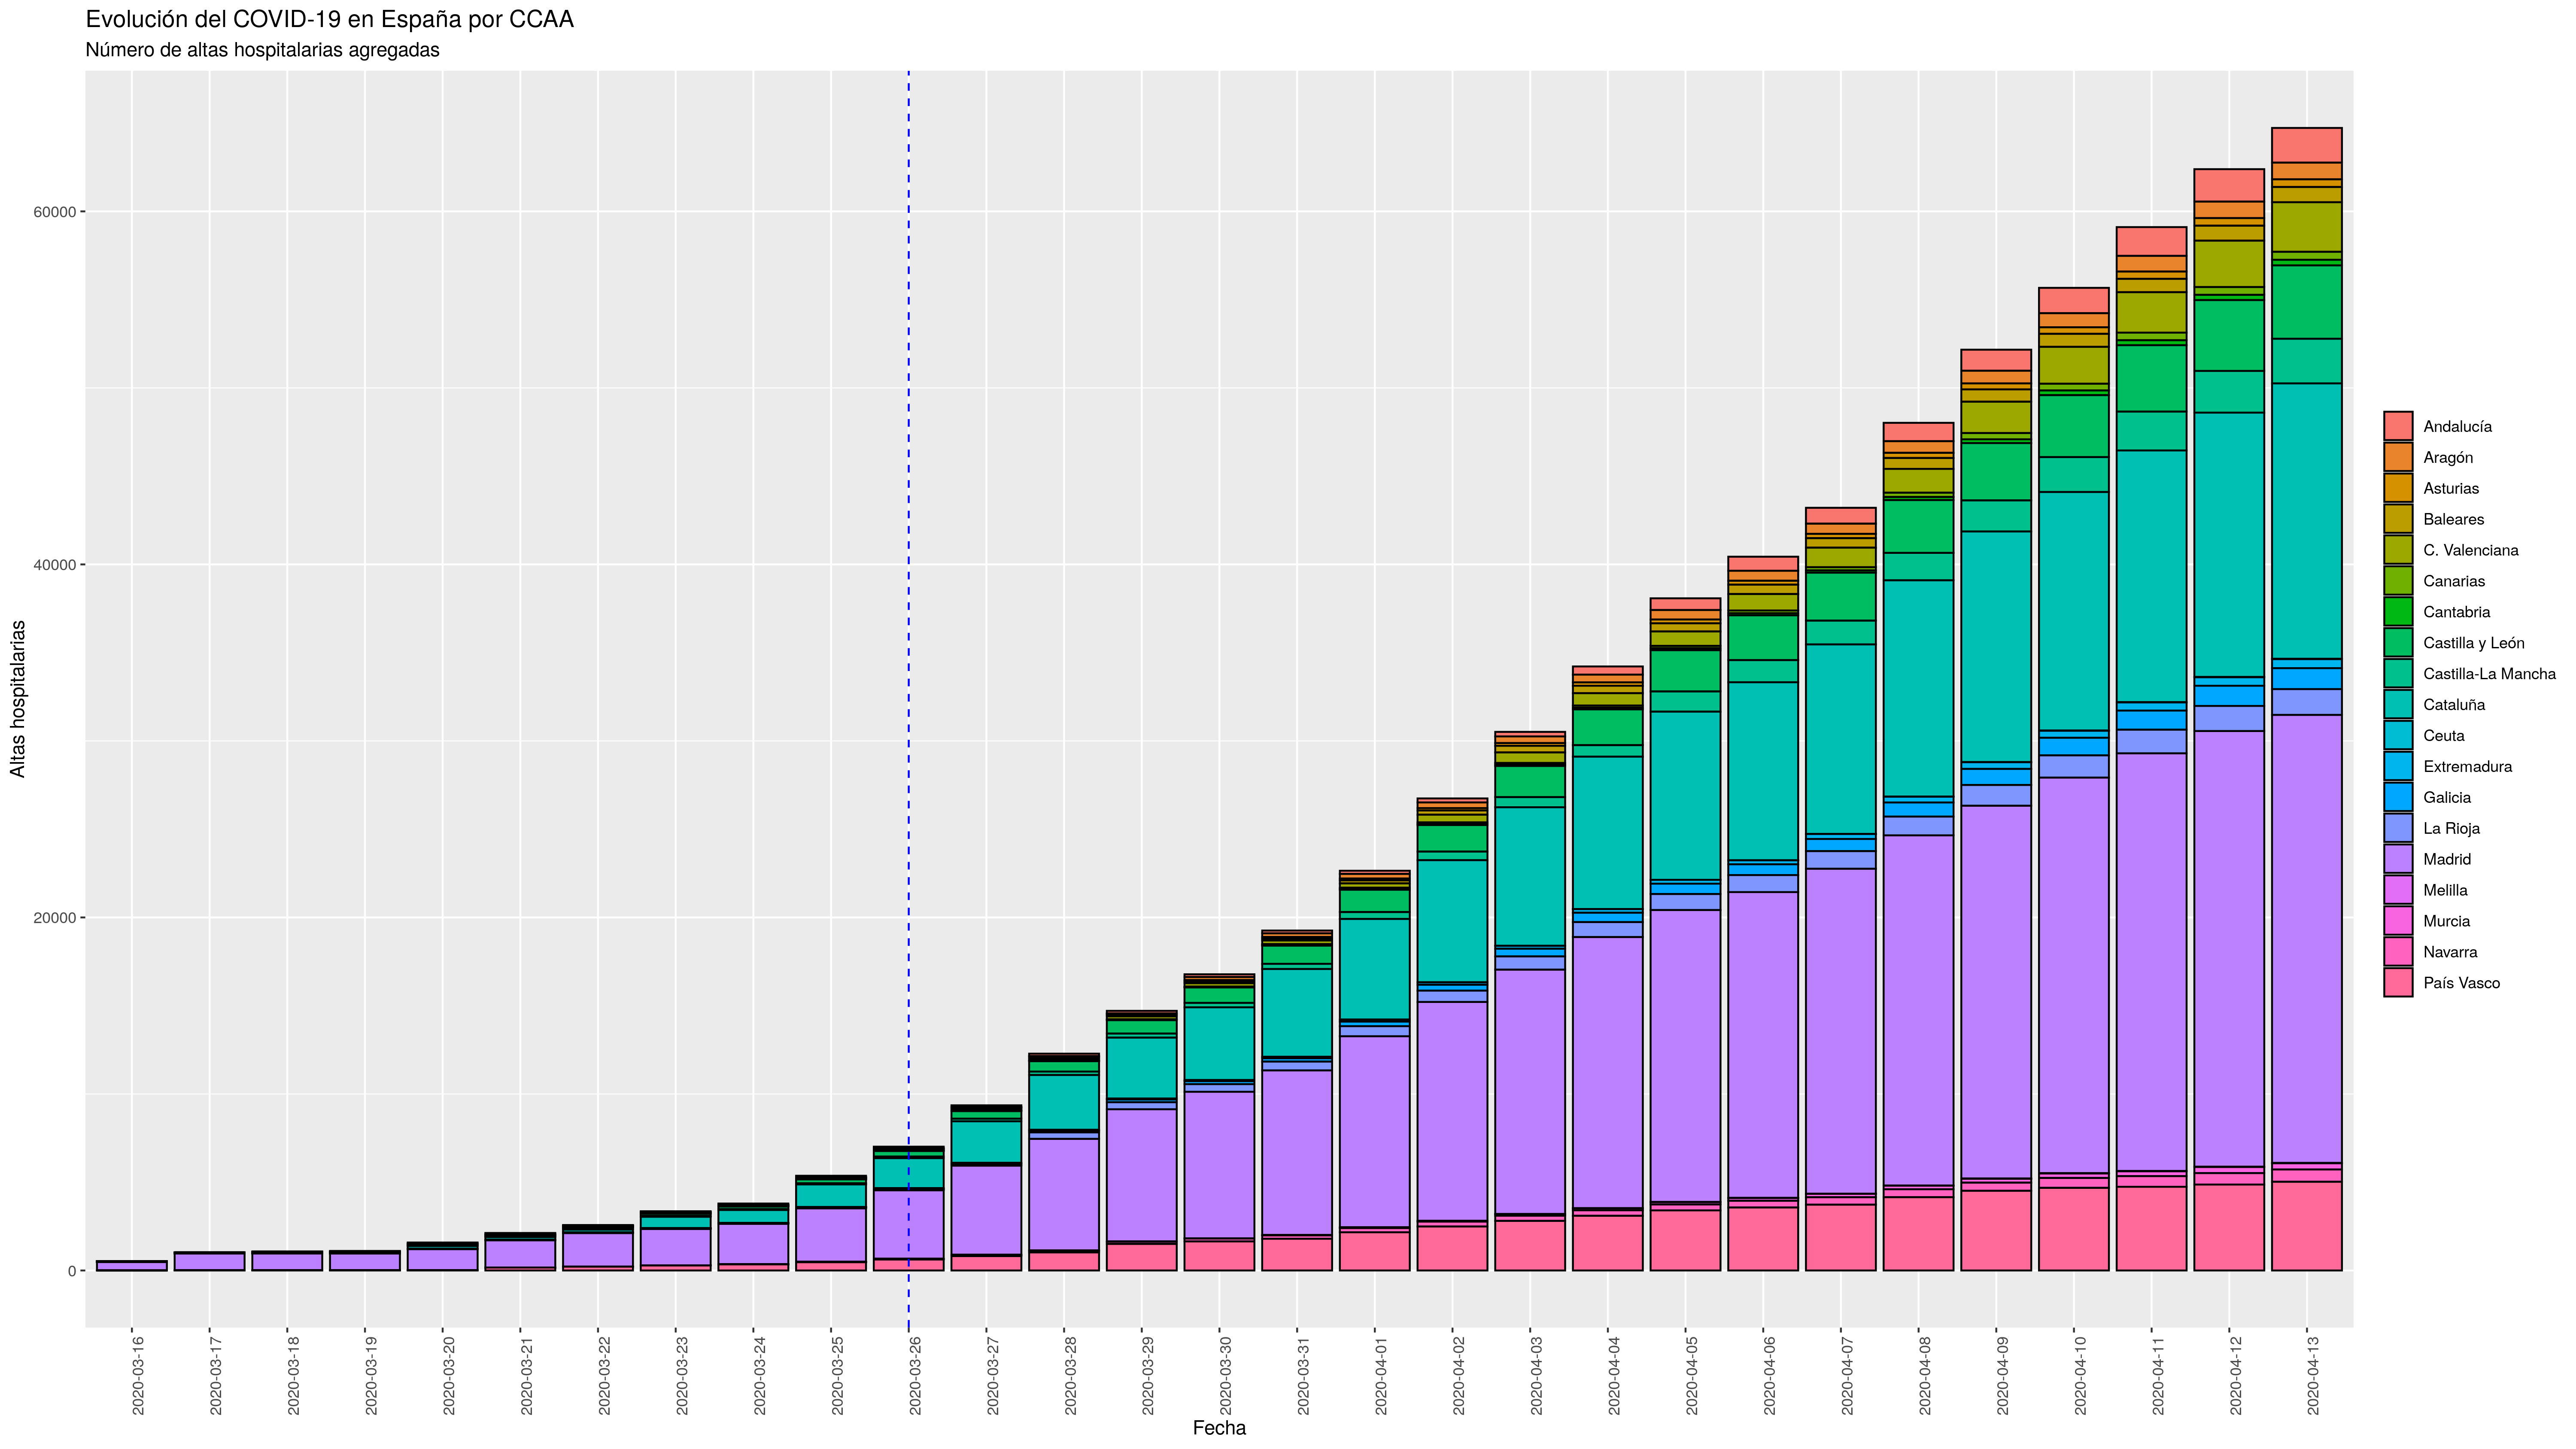 Evolución del COVID-19 en España por CCAA
Número de altas hospitalarias agregadas
Altas hospitalarias
60000
40000
20000
0
2020-03-16
2020-03-17
2020-03-18
2020-03-19
2020-03-20
2020-03-21
2020-03-22
2020-03-23
2020-03-24
2020-03-25
2020-03-26
2020-03-27
2020-03-28
2020-03-29
2020-03-30
2020-03-31
2020-04-01
2020-04-02
2020-04-03
2020-04-04
2020-04-05
2020-04-06
2020-04-07
2020-04-08
2020-04-09
2020-04-10
2020-04-11
2020-04-12
2020-04-13
Fecha
Andalucía
Aragón
Asturias
Baleares
C. Valenciana
Canarias
Cantabria
Castilla y León
Castilla-La Mancha
Cataluña
Ceuta
Extremadura
Galicia
La Rioja
Madrid
Melilla
Murcia
Navarra
País Vasco